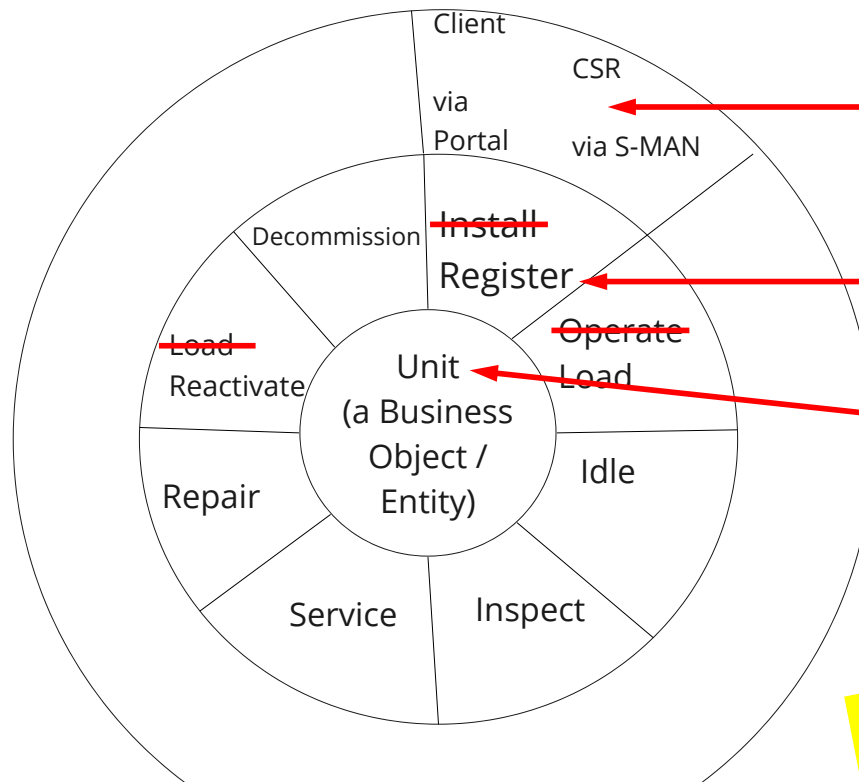 Client
CSR
via
Portal
via S-MAN
Decommission
Install
Register
Operate
Load
Load
Reactivate
Unit
(a Business
Object /
Entity)
Idle
Repair
Service
Inspect